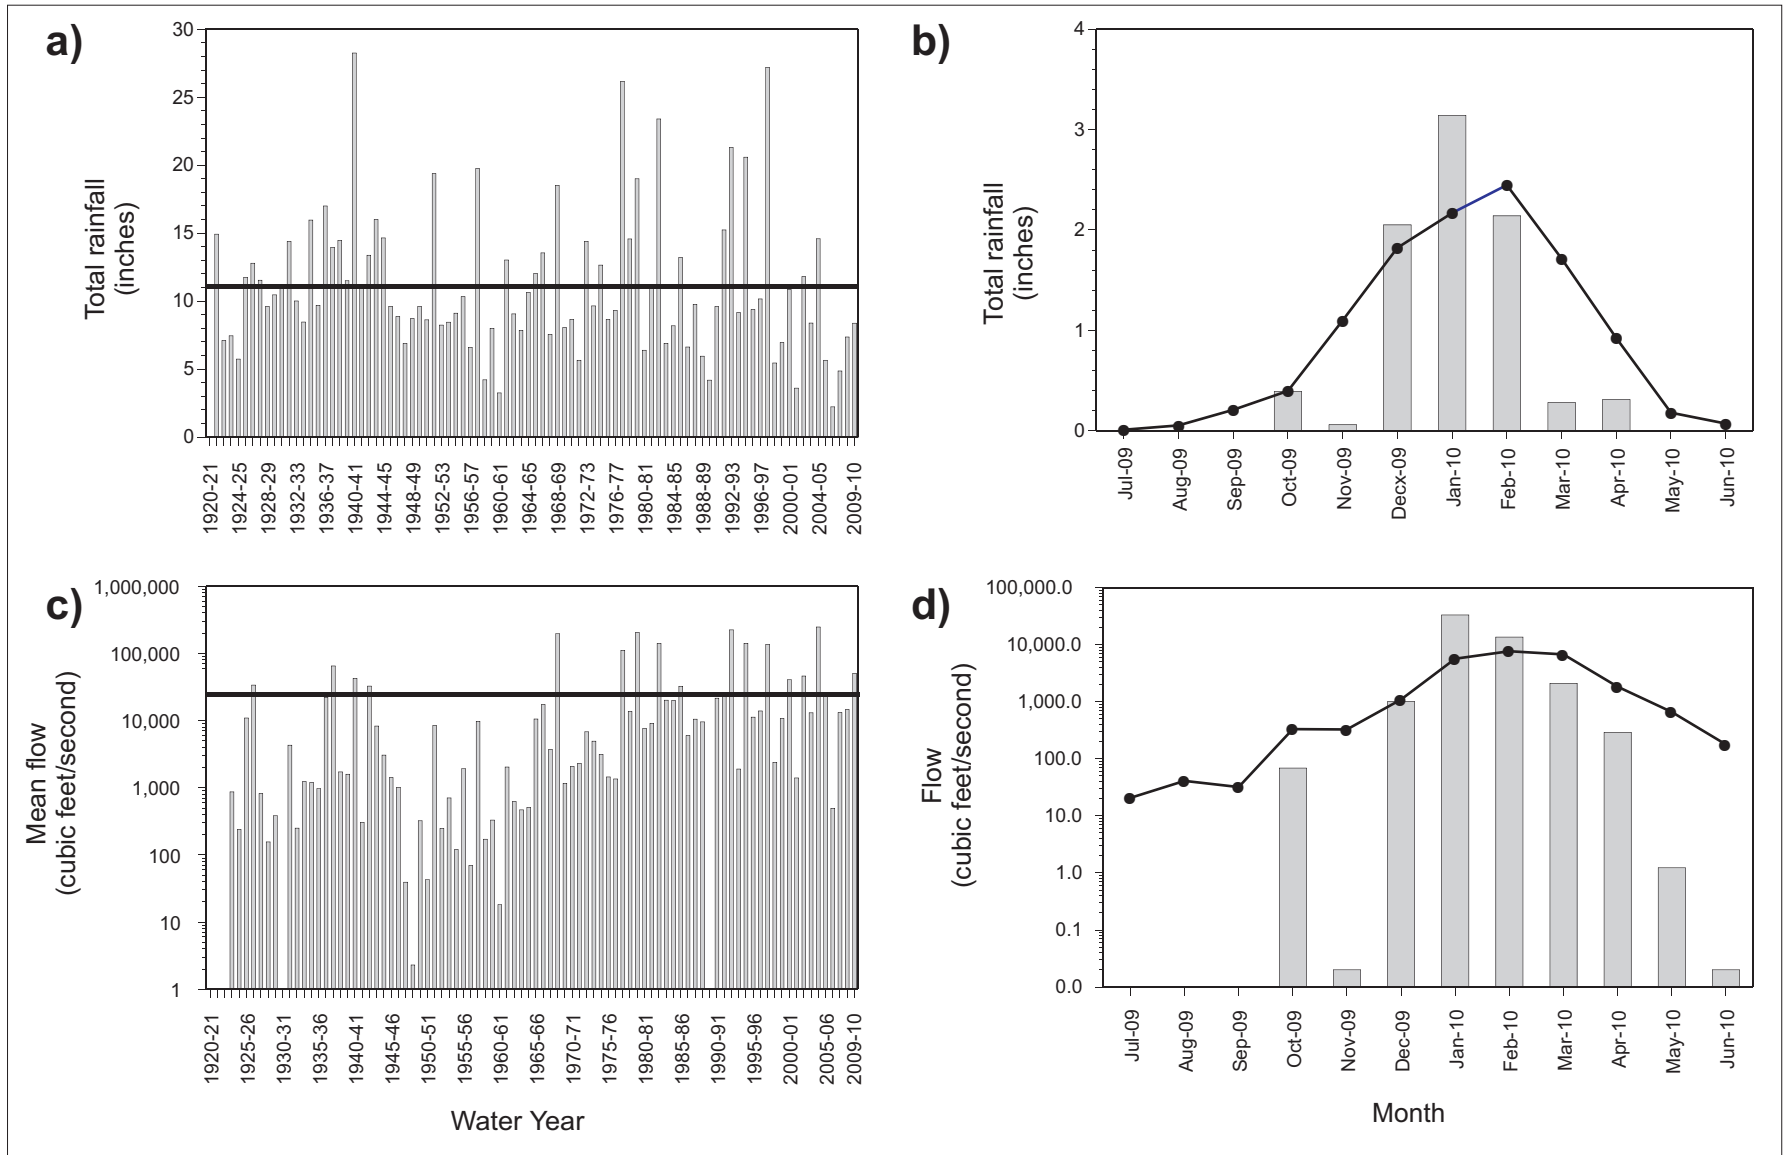 a)
30
25
20
15
10
5
0
Total rainfall
(inches)
1920-21
1924-25
1928-29
1932-33
1936-37
1940-41
1944-45
1948-49
1952-53
1956-57
1960-61
1964-65
1968-69
1972-73
1976-77
1980-81
1984-85
1988-89
1992-93
1996-97
2000-01
2004-05
2009-10
b)
4
3
2
1
0
Total rainfall
(inches)
Jul-09
Aug-09
Sep-09
Oct-09
Nov-09
Decx-09
Jan-10
Feb-10
Mar-10
Apr-10
May-10
Jun-10
c)
1,000,000
100,000
10,000
1,000
100
10
1
Mean flow
(cubic feet/second)
1920-21
1925-26
1930-31
1935-36
1940-41
1945-46
1950-51
1955-56
1960-61
1965-66
1970-71
1975-76
1980-81
1985-86
1990-91
1995-96
2000-01
2005-06
2009-10
Water Year
d)
100,000.0
10,000.0
1,000.0
100.0
10.0
1.0
0.1
0.0
Flow
(cubic feet/second)
Jul-09
Aug-09
Sep-09
Oct-09
Nov-09
Dec-09
Jan-10
Feb-10
Mar-10
Apr-10
May-10
Jun-10
Month